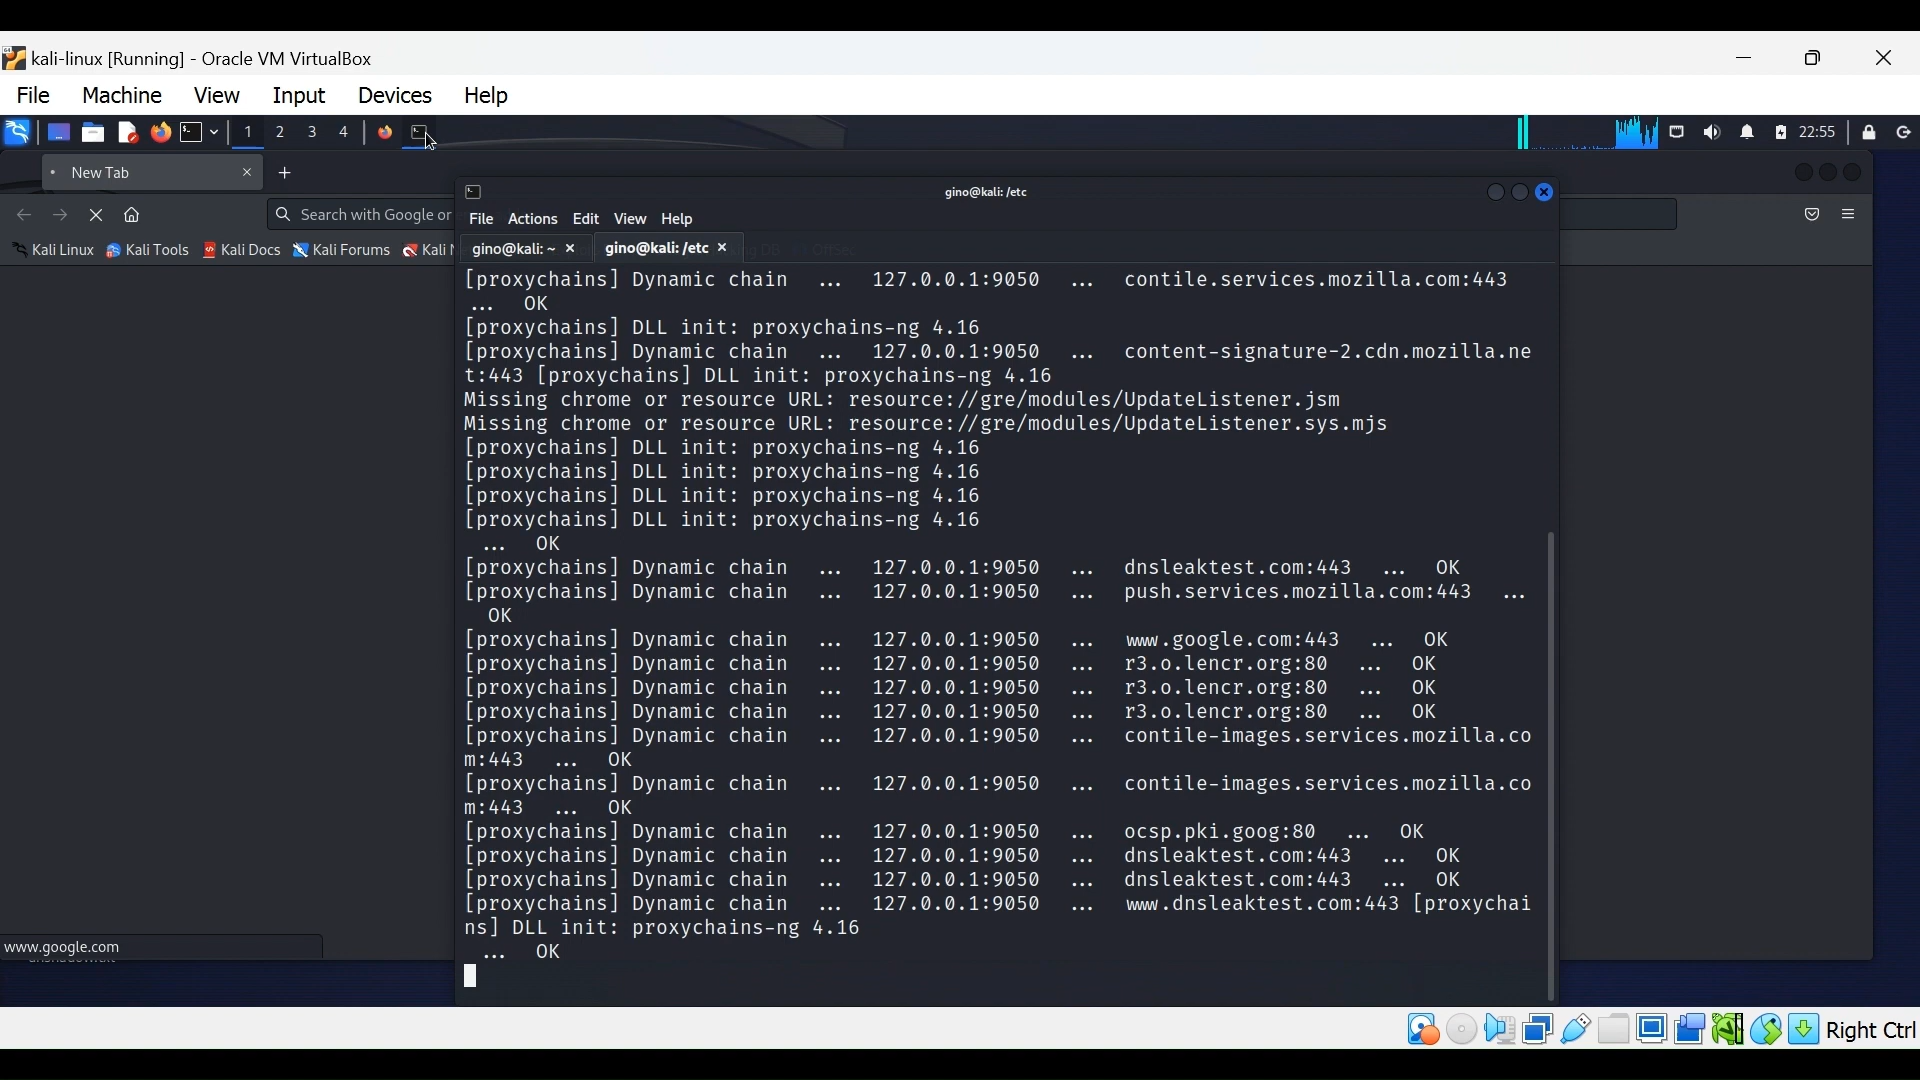 kali-linux [Running] - Oracle VM VirtualBox
File Machine View Input Devices Help
1 2 3 4 22:55
New Tab
gino@kali: /etc
Search with Google or
File Actions Edit View Help
Kali Linux Kali Tools Kali Docs Kali Forums Kali N
gino@kali: ~ gino@kali: /etc
[proxychains] Dynamic chain ... 127.0.0.1:9050 ... contile.services.mozilla.com:443
... OK
[proxychains] DLL init: proxychains-ng 4.16
[proxychains] Dynamic chain ... 127.0.0.1:9050 ... content-signature-2.cdn.mozilla.ne
t:443 [proxychains] DLL init: proxychains-ng 4.16
Missing chrome or resource URL: resource://gre/modules/UpdateListener.jsm
Missing chrome or resource URL: resource://gre/modules/UpdateListener.sys.mjs
[proxychains] DLL init: proxychains-ng 4.16
[proxychains] DLL init: proxychains-ng 4.16
[proxychains] DLL init: proxychains-ng 4.16
[proxychains] DLL init: proxychains-ng 4.16
... OK
[proxychains] Dynamic chain ... 127.0.0.1:9050 ... dnsleaktest.com:443 ... OK
[proxychains] Dynamic chain ... 127.0.0.1:9050 ... push.services.mozilla.com:443 ...
OK
[proxychains] Dynamic chain ... 127.0.0.1:9050 ... www.google.com:443 ... OK
[proxychains] Dynamic chain ... 127.0.0.1:9050 ... r3.o.lencr.org:80 ... OK
[proxychains] Dynamic chain ... 127.0.0.1:9050 ... r3.o.lencr.org:80 ... OK
[proxychains] Dynamic chain ... 127.0.0.1:9050 ... r3.o.lencr.org:80 ... OK
[proxychains] Dynamic chain ... 127.0.0.1:9050 ... contile-images.services.mozilla.co
m:443 ... OK
[proxychains] Dynamic chain ... 127.0.0.1:9050 ... contile-images.services.mozilla.co
m:443 ... OK
[proxychains] Dynamic chain ... 127.0.0.1:9050 ... ocsp.pki.goog:80 ... OK
[proxychains] Dynamic chain ... 127.0.0.1:9050 ... dnsleaktest.com:443 ... OK
[proxychains] Dynamic chain ... 127.0.0.1:9050 ... dnsleaktest.com:443 ... OK
[proxychains] Dynamic chain ... 127.0.0.1:9050 ... www.dnsleaktest.com:443 [proxychai
ns] DLL init: proxychains-ng 4.16
... OK
www.google.com
Right Ctrl